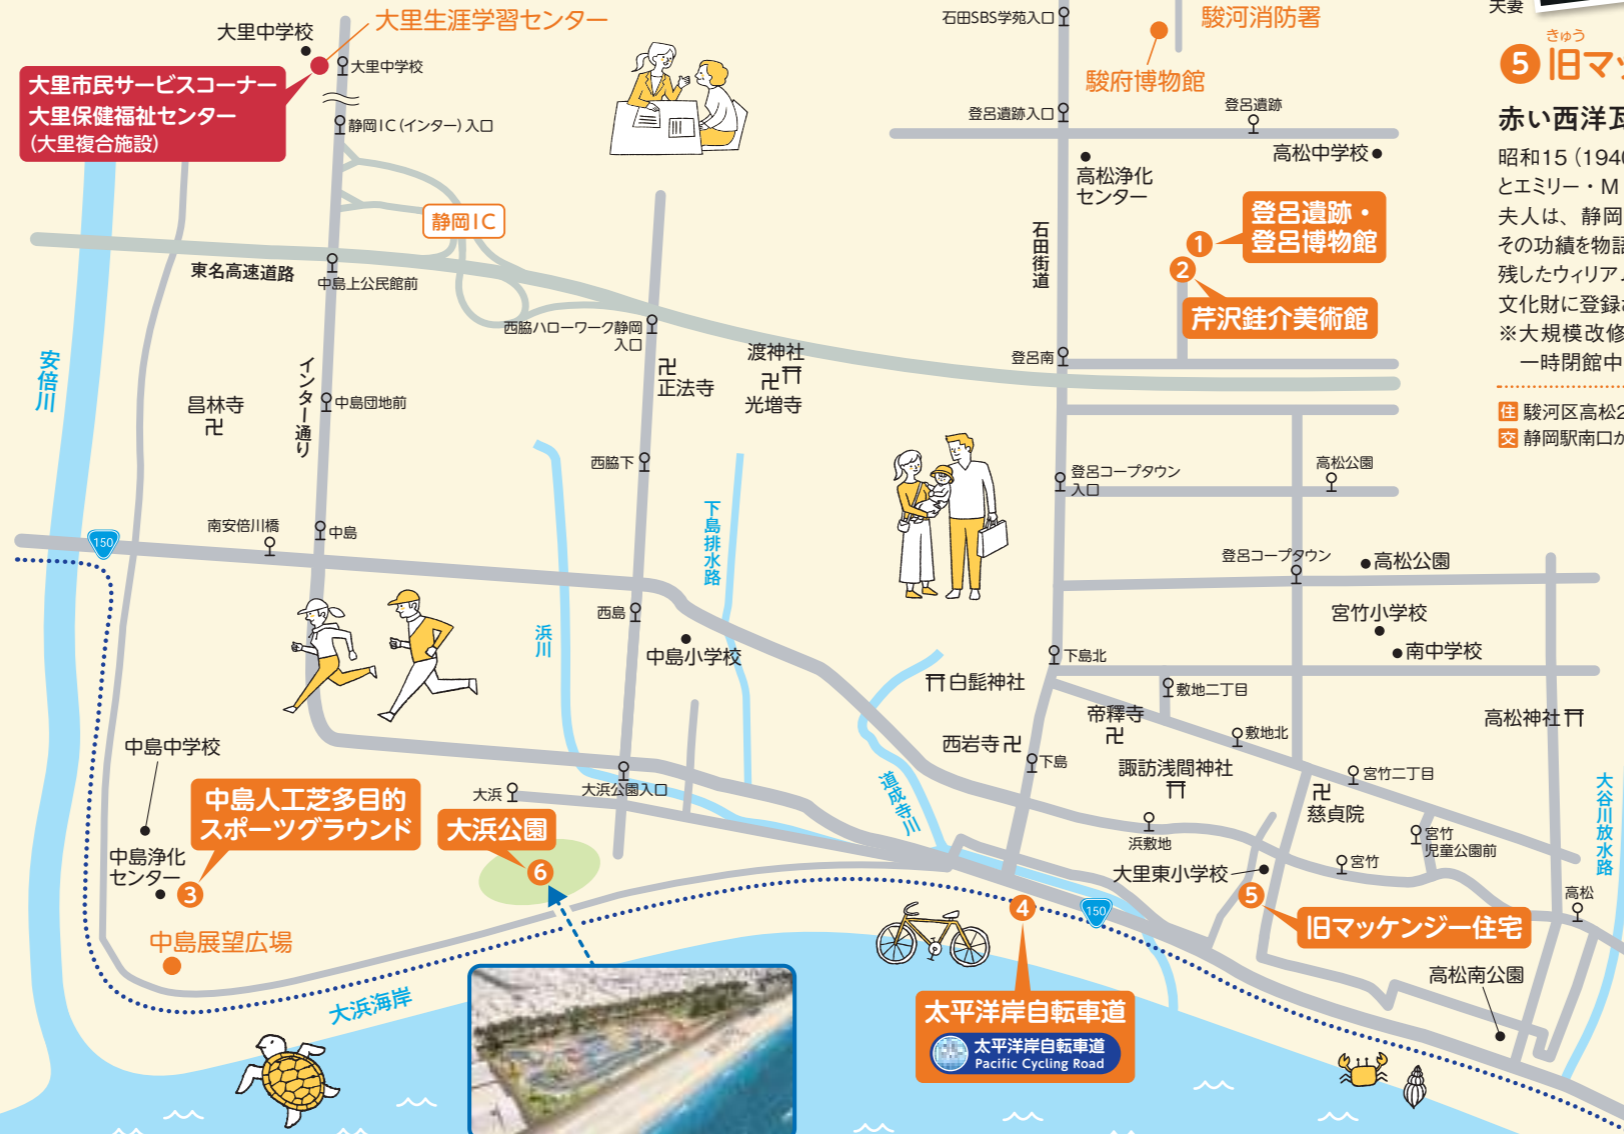 大里中学校
大里生涯学習センター
大里市民サービスコーナー
大里保健福祉センター
(大里複合施設)
大里中学校
静岡IC(インター)入口
石田SBS学苑入口
駿河消防署
駿府博物館
登呂遺跡入口
登呂遺跡
高松中学校
高松浄化
センター
登呂遺跡・
登呂博物館
1
2
芹沢銈介美術館
石田街道
静岡IC
東名高速道路
中島上公民館前
西脇ハローワーク静岡
入口
渡神社
正法寺
光増寺
登呂南
安倍川
昌林寺
インター通り
中島団地前
西脇下
下島排水路
登呂コープタウン
入口
高松公園
南安倍川橋
中島
150
登呂コープタウン
高松公園
宮竹小学校
南中学校
西島
浜川
中島小学校
下島北
白髭神社
敷地二丁目
帝釋寺
敷地北
高松神社
西岩寺
下島
諏訪浅間神社
宮竹二丁目
慈貞院
道成寺川
大谷川放水路
中島中学校
中島人工芝多目的
スポーツグラウンド
大浜公園
大浜
大浜公園入口
中島浄化
センター
3
6
浜敷地
大里東小学校
宮竹
宮竹
児童公園前
高松
5
旧マッケンジー住宅
4
150
中島展望広場
大浜海岸
太平洋岸自転車道
太平洋岸自転車道
Pacific Cycling Road
高松南公園
夫妻
きゅう
5 旧マッ
赤い西洋瓦
昭和15(1940
とエミリー・M
夫人は、静岡
その功績を物語
残したウィリア
文化財に登録
※大規模改修
一時閉館中
住 駿河区高松2
交 静岡駅南口か